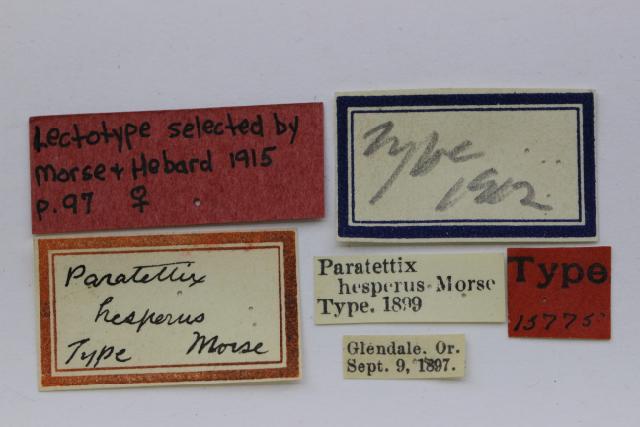 Lectotype selected by
Morse + Hebard 1915
p. 97 ♀
Type
1902
Paratettix
hesperus
Type Morse
Paratettix
hesperus Morse
Type. 1899
Glendale, Or.
Sept. 9, 1897.
Type
15775